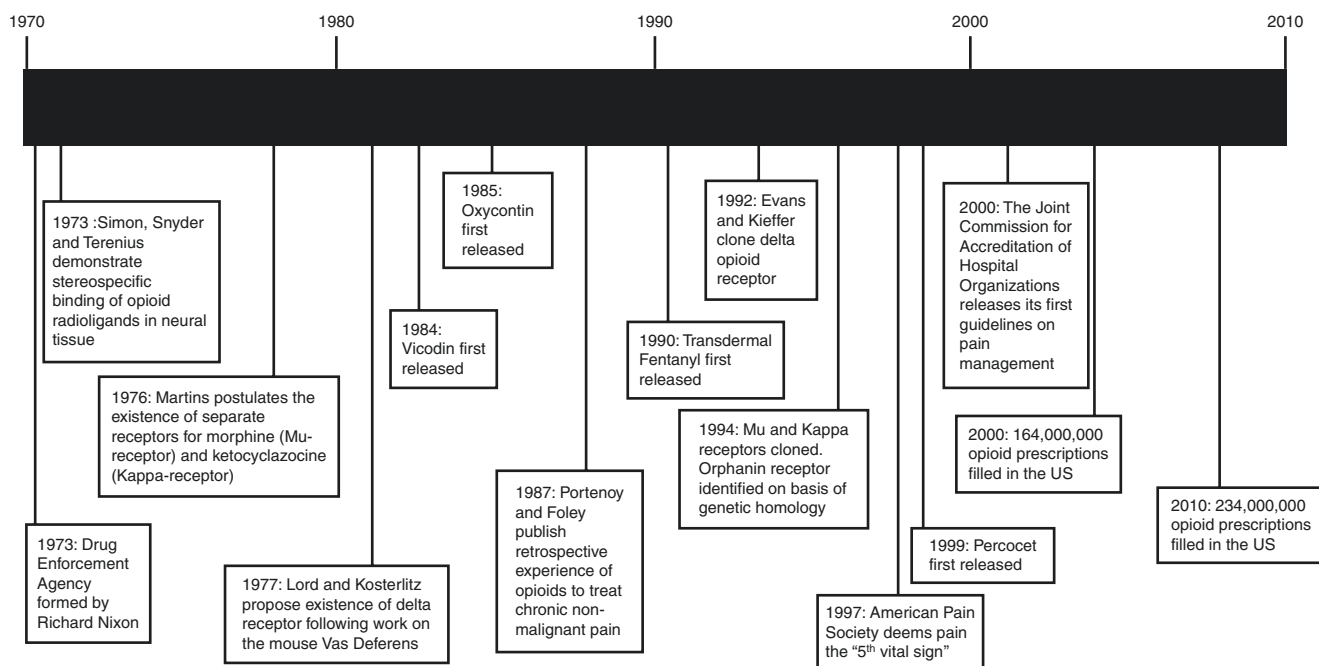 1970
1980
1990
2000
2010
1973 :Simon, Snyder
and Terenius
demonstrate
stereospecific
binding of opioid
radioligands in neural
tissue
1985:
Oxycontin
first
released
1992: Evans
and Kieffer
clone delta
opioid
receptor
2000: The Joint
Commission for
Accreditation of
Hospital
Organizations
releases its first
guidelines on
pain
management
1984:
Vicodin first
released
1990: Transdermal
Fentanyl first
released
1976: Martins postulates the
existence of separate
receptors for morphine (Mu-
receptor) and ketocyclazocine
(Kappa-receptor)
1994: Mu and Kappa
receptors cloned.
Orphanin receptor
identified on basis of
genetic homology
2000: 164,000,000
opioid prescriptions
filled in the US
1987: Portenoy
and Foley
publish
retrospective
experience of
opioids to treat
chronic non-
malignant pain
2010: 234,000,000
opioid prescriptions
filled in the US
1973: Drug
Enforcement
Agency
formed by
Richard Nixon
1999: Percocet
first released
1977: Lord and Kosterlitz
propose existence of delta
receptor following work on
the mouse Vas Deferens
1997: American Pain
Society deems pain
the “5th vital sign”